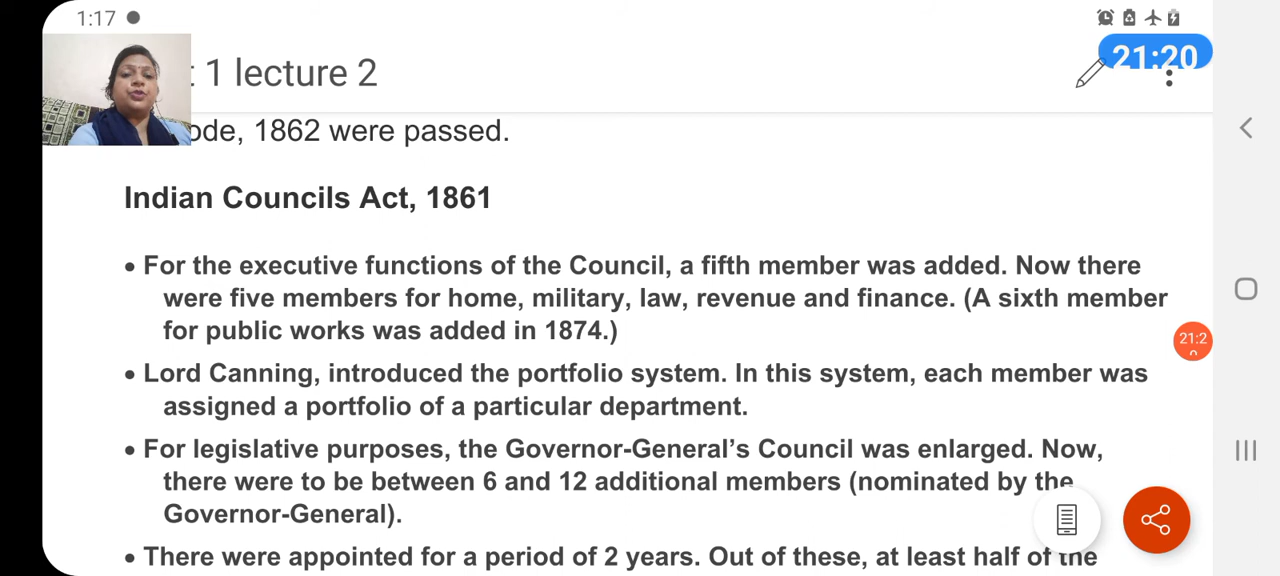 1:17
21:20
1 lecture 2
ode, 1862 were passed.
Indian Councils Act, 1861
• For the executive functions of the Council, a fifth member was added. Now there
were five members for home, military, law, revenue and finance. (A sixth member
for public works was added in 1874.)
21:2
• Lord Canning, introduced the portfolio system. In this system, each member was
assigned a portfolio of a particular department.
• For legislative purposes, the Governor-General’s Council was enlarged. Now,
there were to be between 6 and 12 additional members (nominated by the
Governor-General).
• There were appointed for a period of 2 years. Out of these, at least half of the